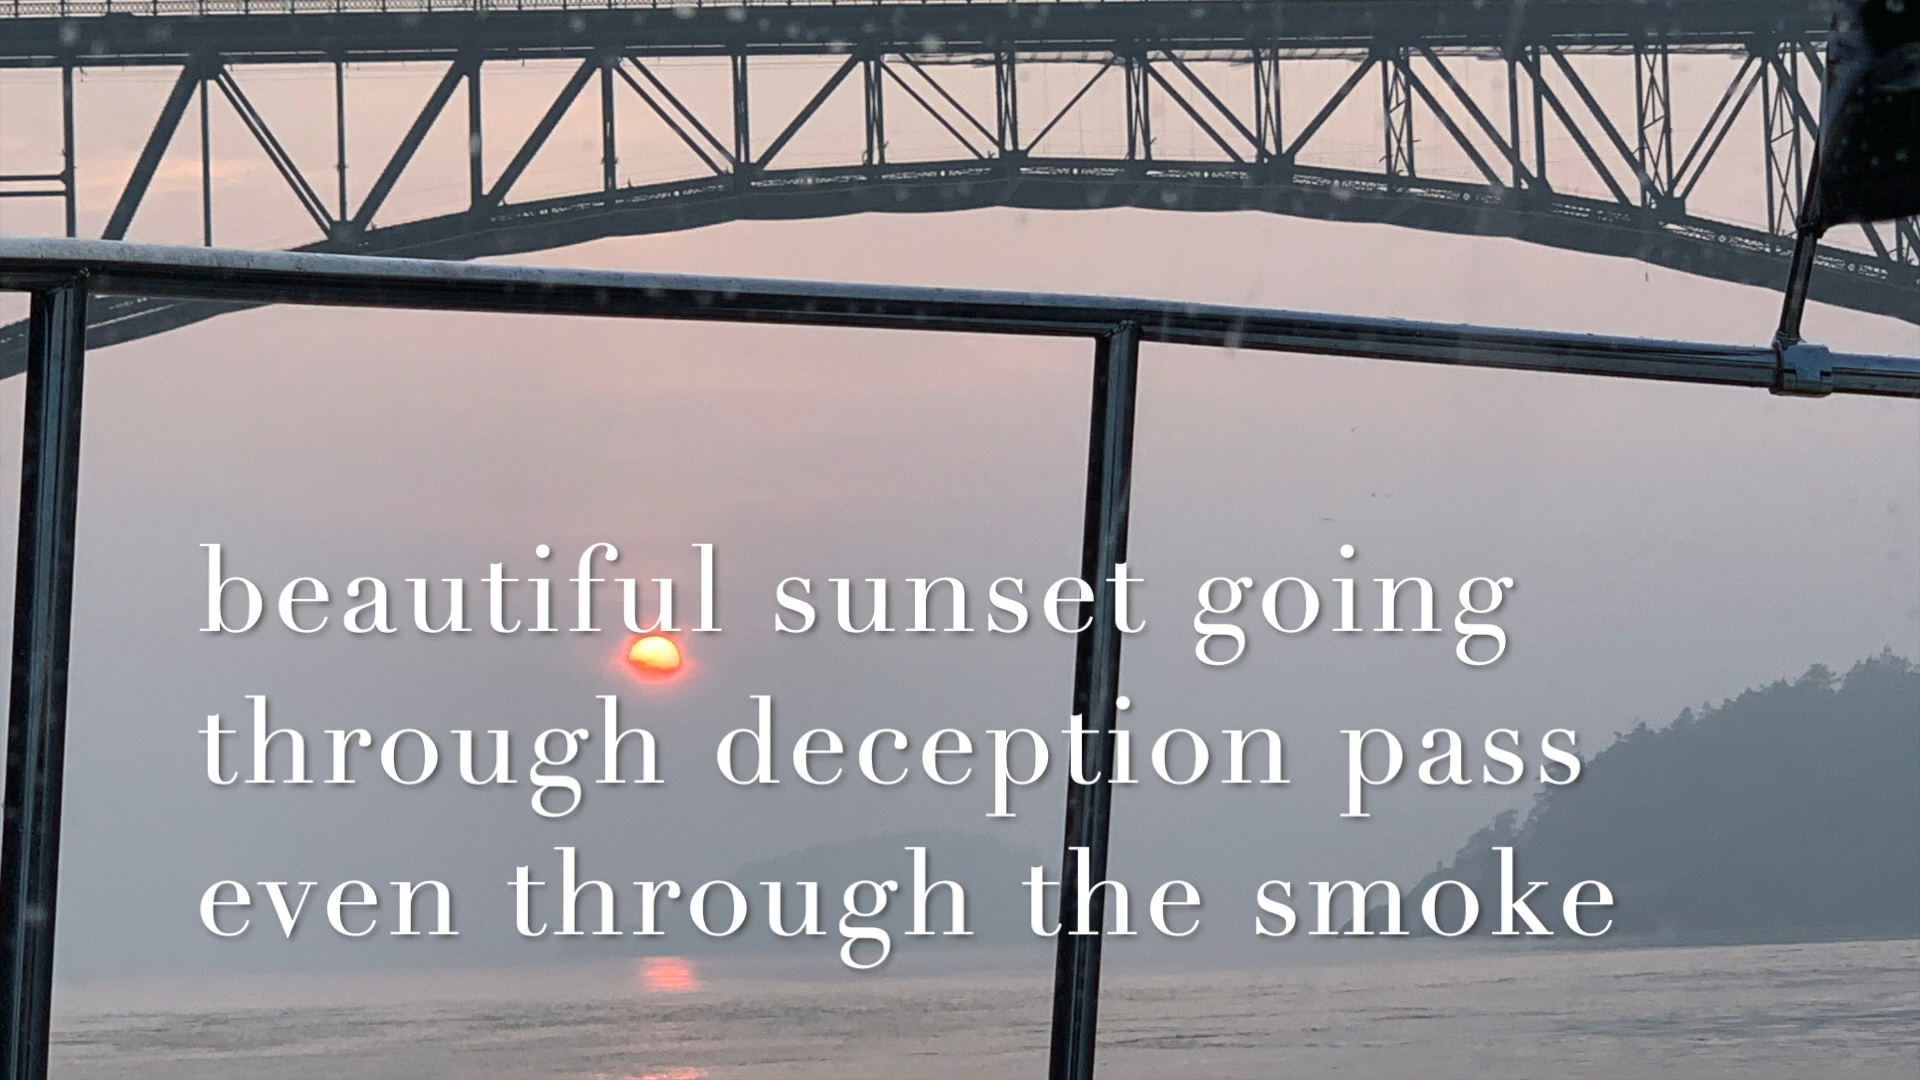 beautiful sunset going
through deception pass
even through the smoke